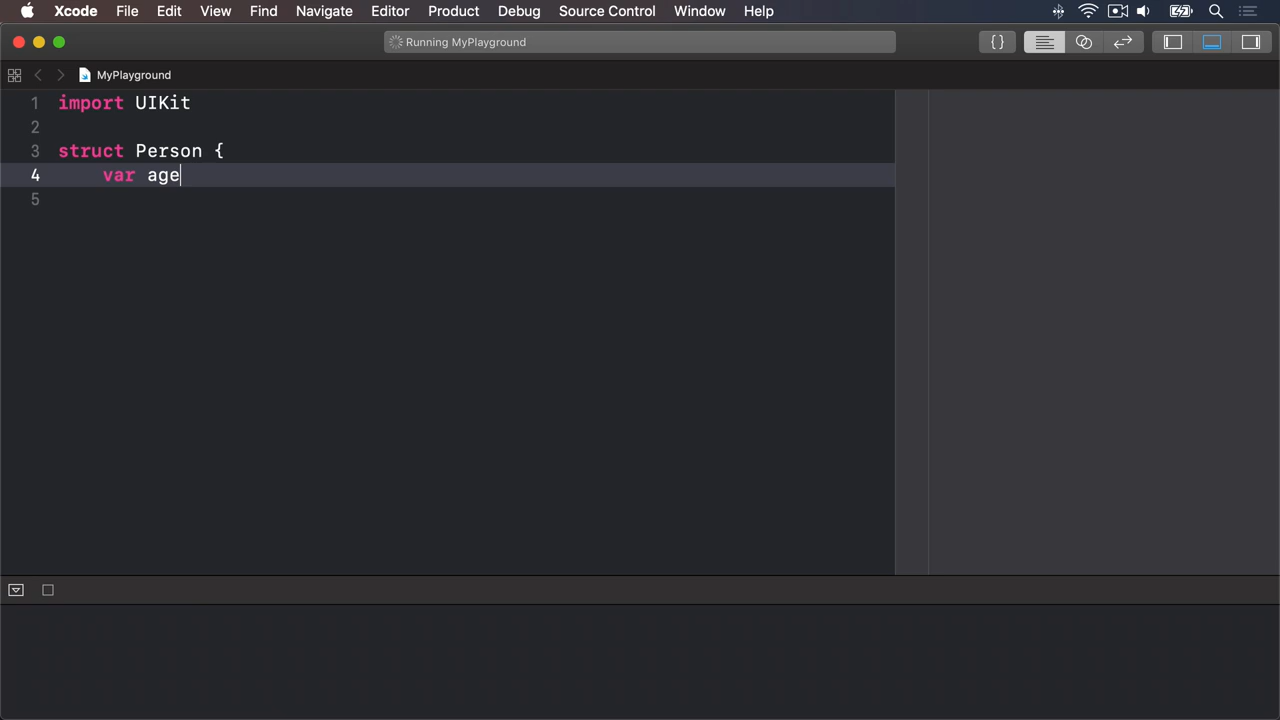 Xcode File Edit View Find Navigate Editor Product Debug Source Control Window Help
Running MyPlayground {}
MyPlayground
1 import UIKit
2
3 struct Person {
4     var age
5